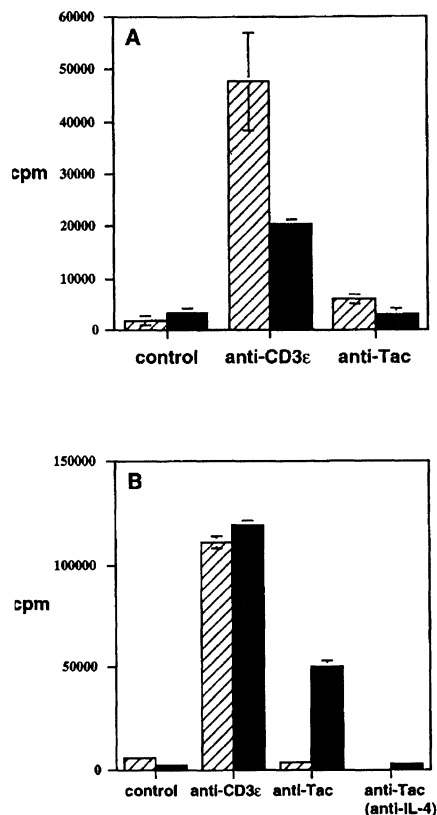 A
60000
50000
40000
cpm 30000
20000
10000
0
control anti-CD3ε anti-Tac
B
150000
100000
cpm
50000
0
control anti-CD3ε anti-Tac anti-Tac
(anti-IL-4)